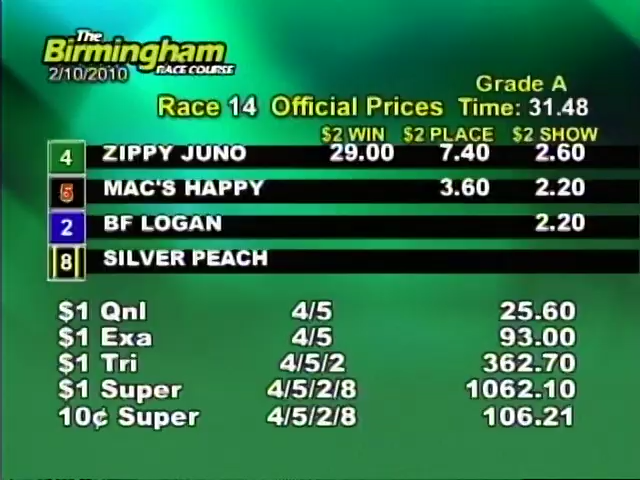 The
Birmingham
RACE COURSE
2/10/2010
Grade A
Race 14 Official Prices Time: 31.48
$2 WIN $2 PLACE $2 SHOW
4 ZIPPY JUNO 29.00 7.40 2.60
5 MAC'S HAPPY 3.60 2.20
2 BF LOGAN 2.20
8 SILVER PEACH
$1 Qnl 4/5 25.60
$1 Exa 4/5 93.00
$1 Tri 4/5/2 362.70
$1 Super 4/5/2/8 1062.10
10¢ Super 4/5/2/8 106.21